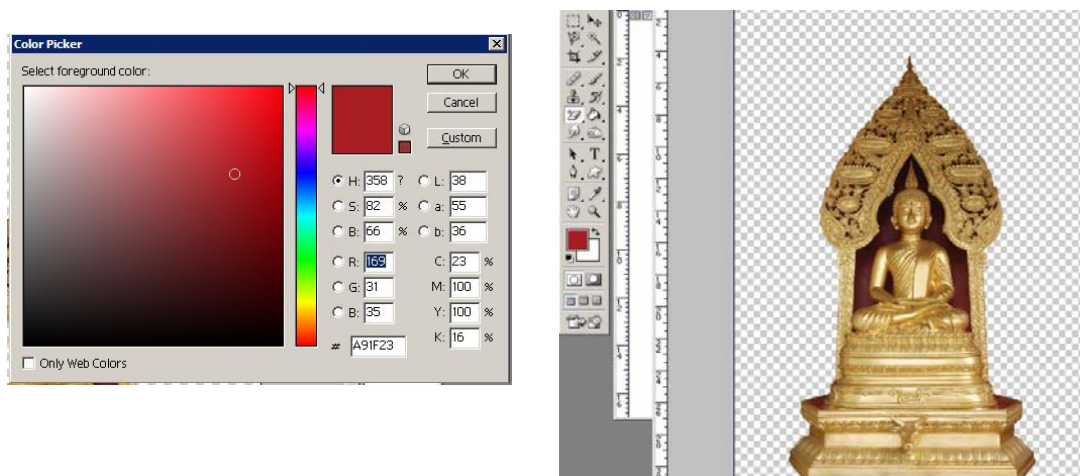 Color Picker
Select foreground color:
OK
Cancel
Custom
H: 358 ? L: 38
S: 82 % a: 55
B: 66 % b: 36
R: 169 C: 23 %
G: 31 M: 100 %
B: 35 Y: 100 %
# A91F23 K: 16 %
Only Web Colors
T